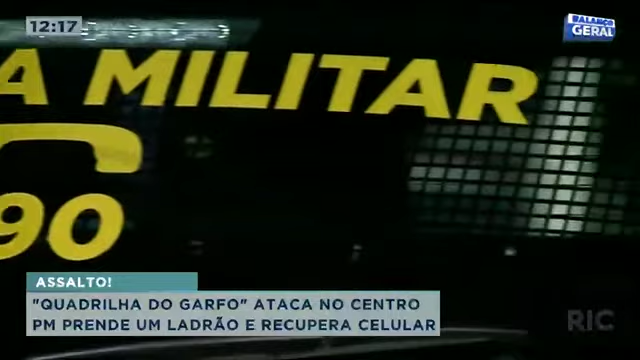 12:17
BALANÇO
GERAL
A MILITAR
90
ASSALTO!
"QUADRILHA DO GARFO" ATACA NO CENTRO
PM PRENDE UM LADRÃO E RECUPERA CELULAR
RIC